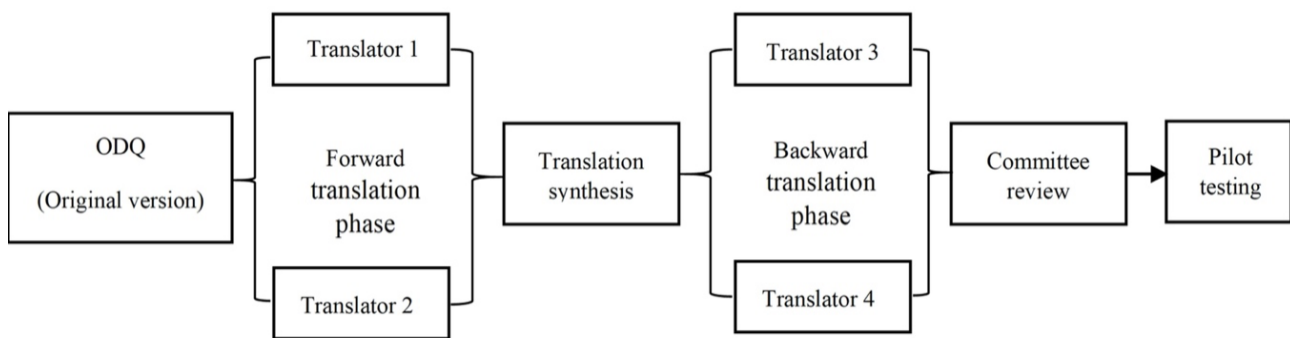 ODQ
(Original version)
Translator 1
Forward
translation
phase
Translator 2
Translation
synthesis
Translator 3
Backward
translation
phase
Translator 4
Committee
review
Pilot
testing